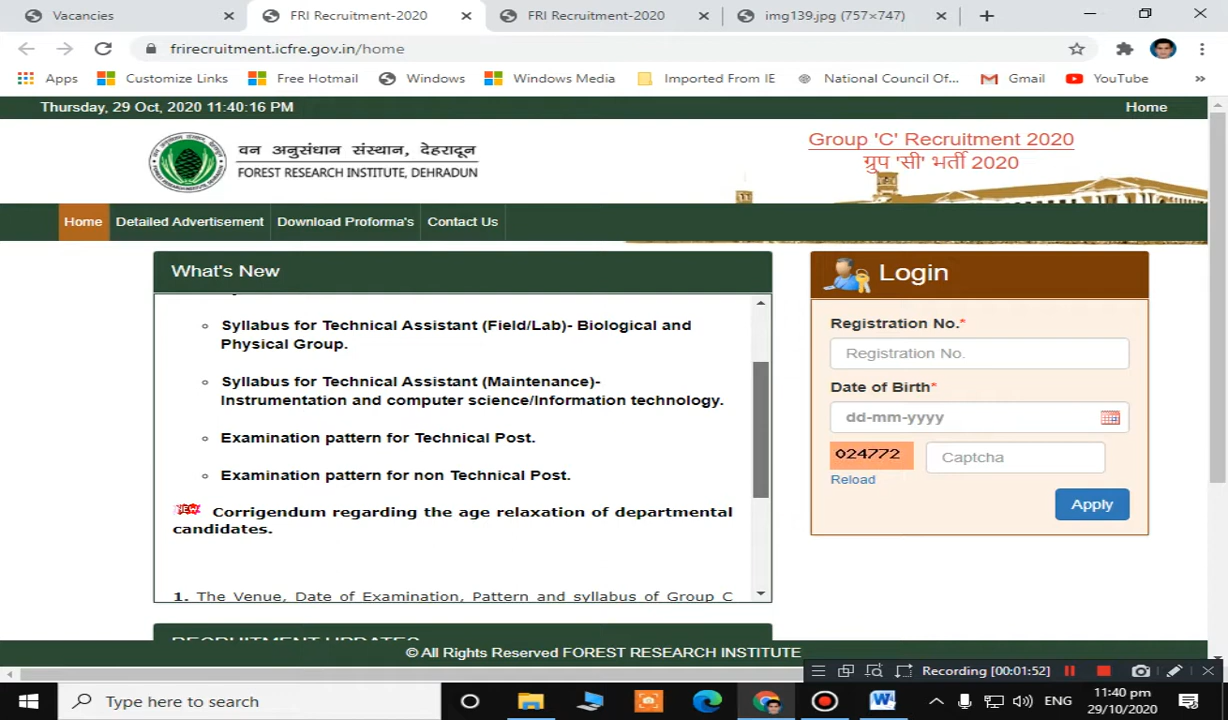 Vacancies
FRI Recruitment-2020
FRI Recruitment-2020
img139.jpg (757×747)
frirecruitment.icfre.gov.in/home
Apps
Customize Links
Free Hotmail
Windows
Windows Media
Imported From IE
National Council Of...
Gmail
YouTube
»
Thursday, 29 Oct, 2020 11:40:16 PM
Home
वन अनुसंधान संस्थान, देहरादून
FOREST RESEARCH INSTITUTE, DEHRADUN
Group 'C' Recruitment 2020
ग्रुप 'सी' भर्ती 2020
Home
Detailed Advertisement
Download Proforma's
Contact Us
What's New
Syllabus for Technical Assistant (Field/Lab)- Biological and
Physical Group.
Syllabus for Technical Assistant (Maintenance)-
Instrumentation and computer science/Information technology.
Examination pattern for Technical Post.
Examination pattern for non Technical Post.
NEW Corrigendum regarding the age relaxation of departmental
candidates.
1. The Venue, Date of Examination, Pattern and syllabus of Group C
RECRUITMENT UPDATES
Login
Registration No.*
Registration No.
Date of Birth*
dd-mm-yyyy
024772
Captcha
Reload
Apply
© All Rights Reserved FOREST RESEARCH INSTITUTE
Recording [00:01:52]
Type here to search
ENG
11:40 pm
29/10/2020